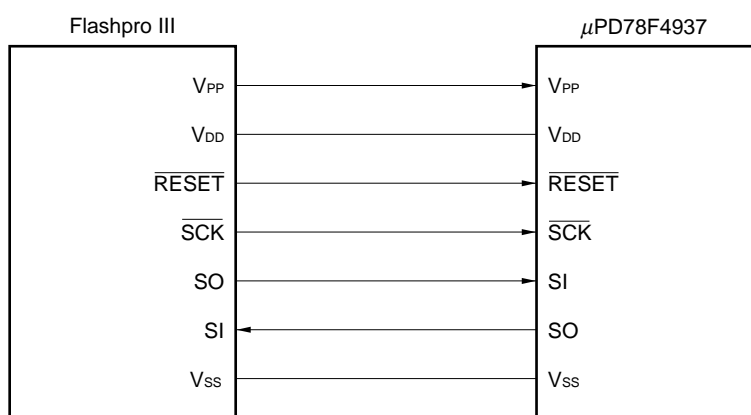 Flashpro III μPD78F4937
VPP VPP
VDD VDD
RESET RESET
SCK SCK
SO SI
SI SO
VSS VSS